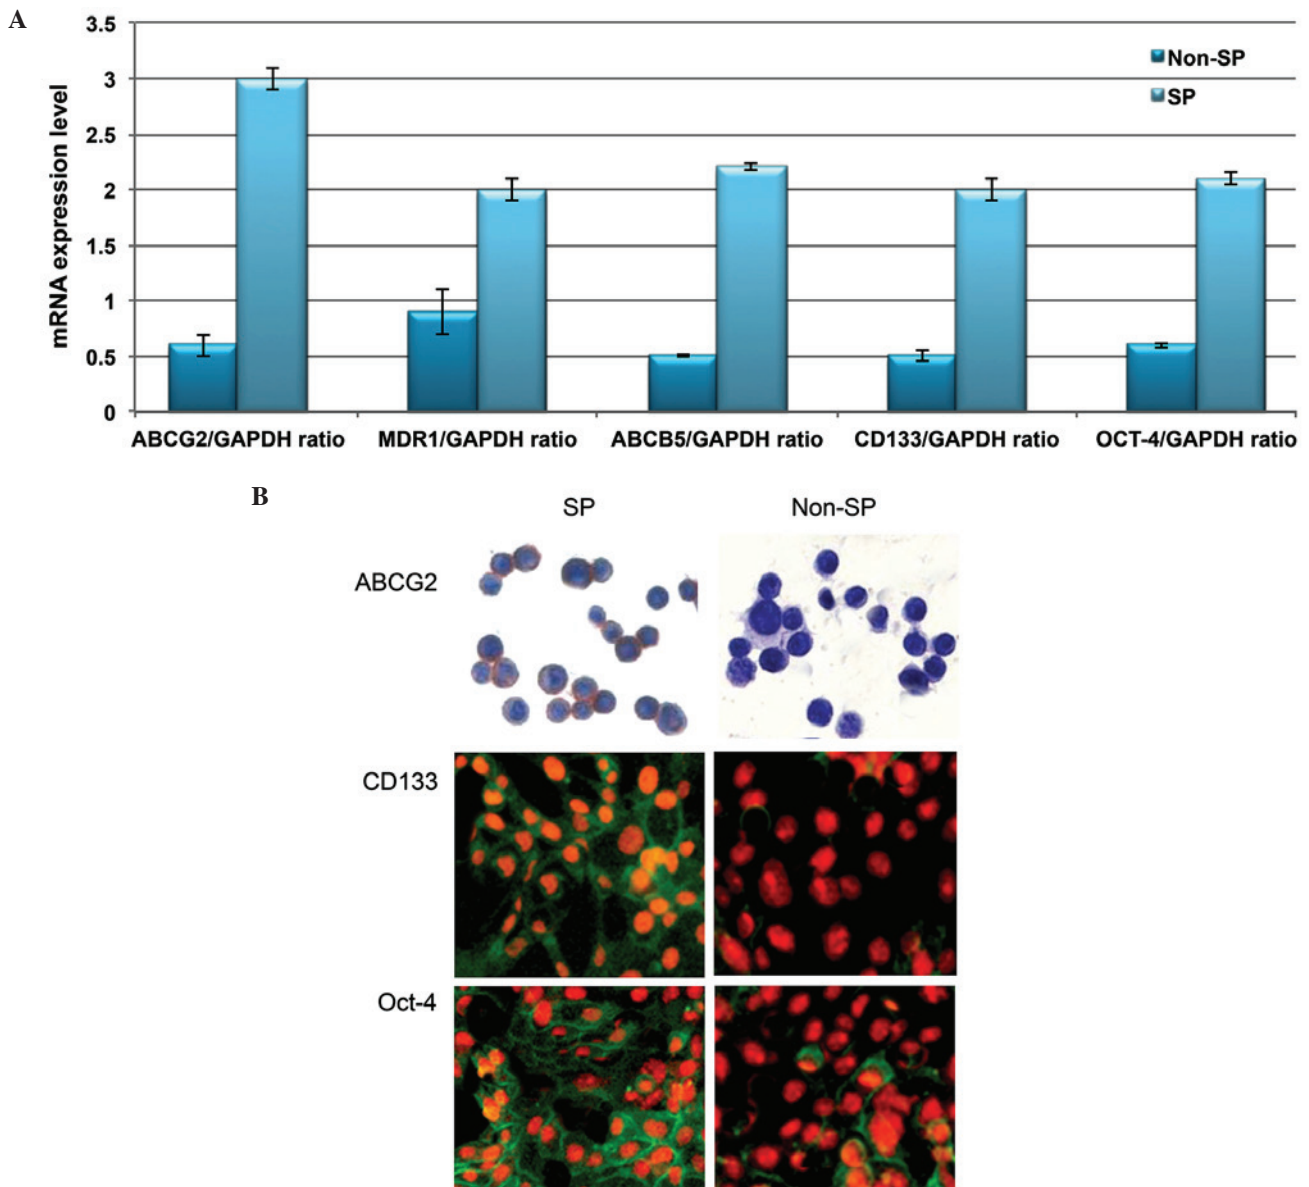 A
mRNA expression level
3.5
3
2.5
2
1.5
1
0.5
0
Non-SP
SP
ABCG2/GAPDH ratio
MDR1/GAPDH ratio
ABCB5/GAPDH ratio
CD133/GAPDH ratio
OCT-4/GAPDH ratio
B
SP
Non-SP
ABCG2
CD133
Oct-4